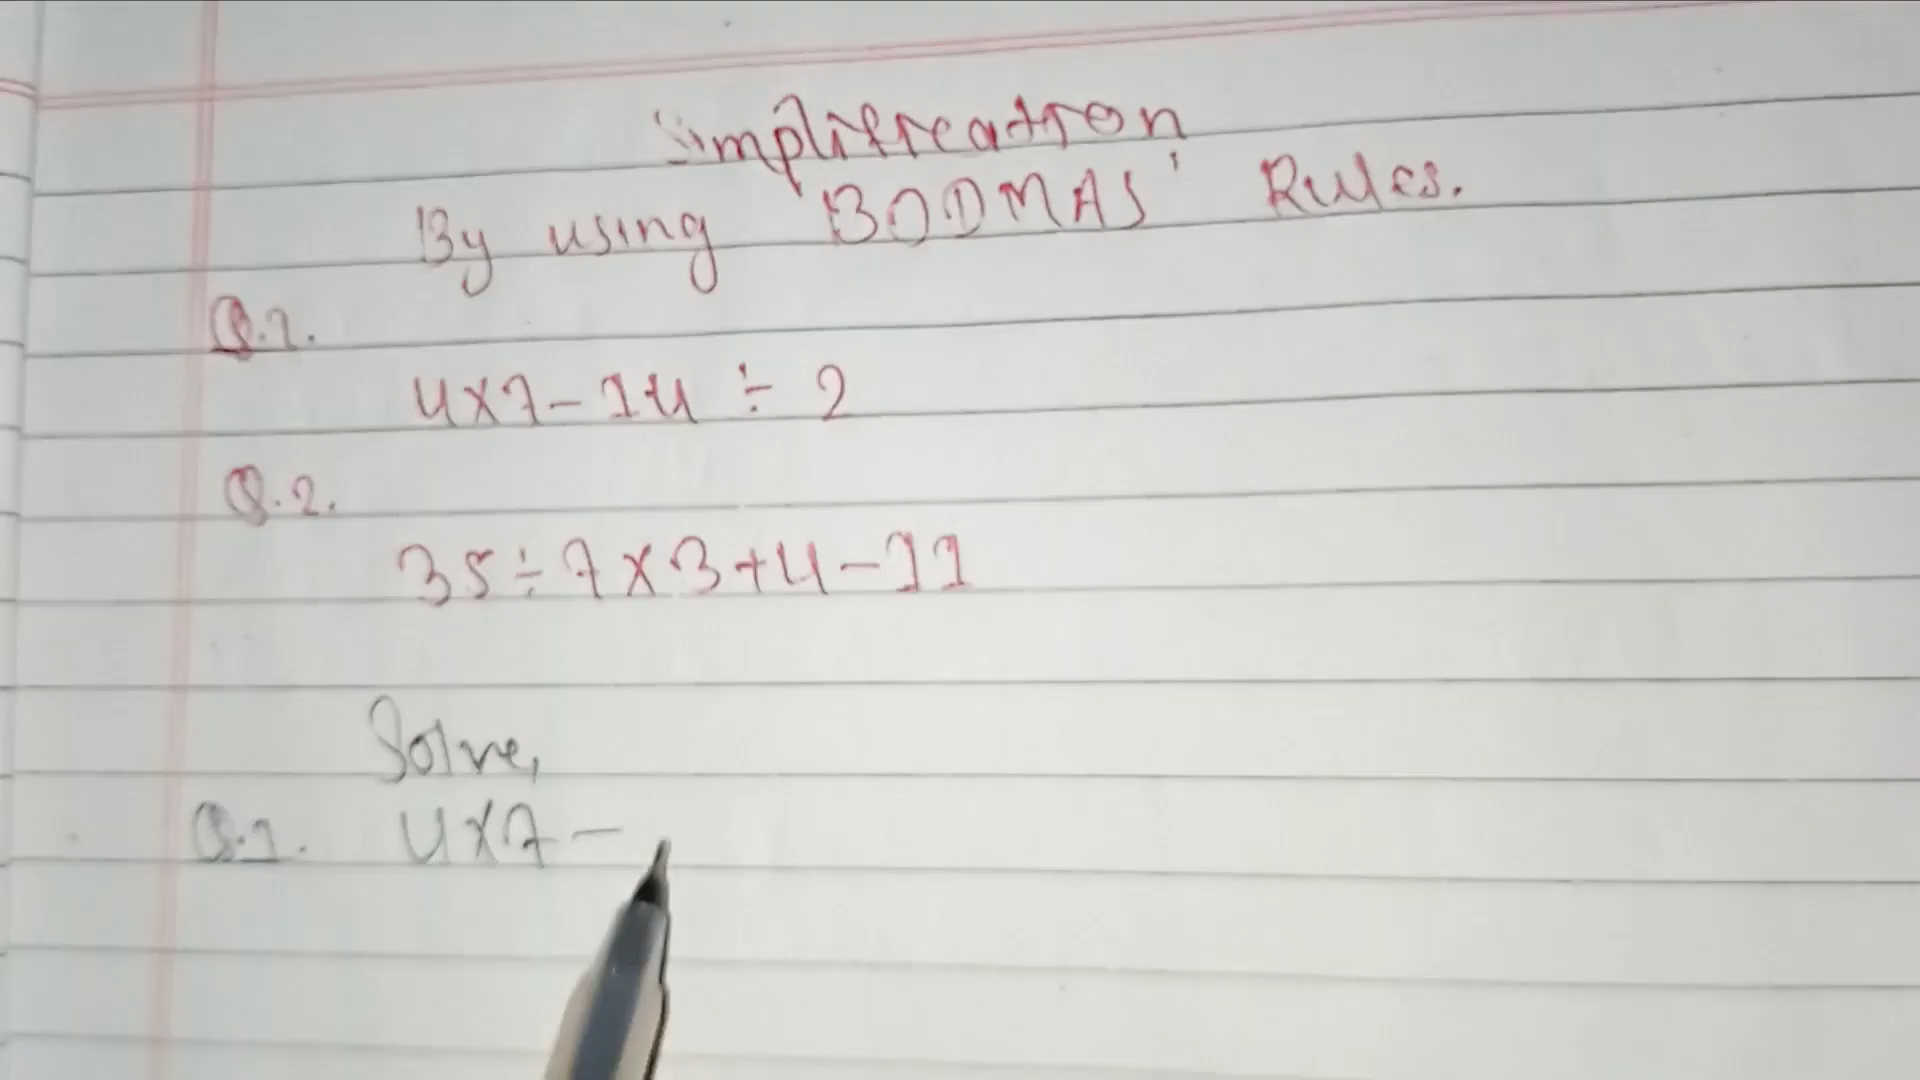 Simplification
By using 'BODMAS' Rules.
Q.1.
4×7-14÷2
Q.2.
35÷7×3+4-11
Solve,
Q.1. 4×7-